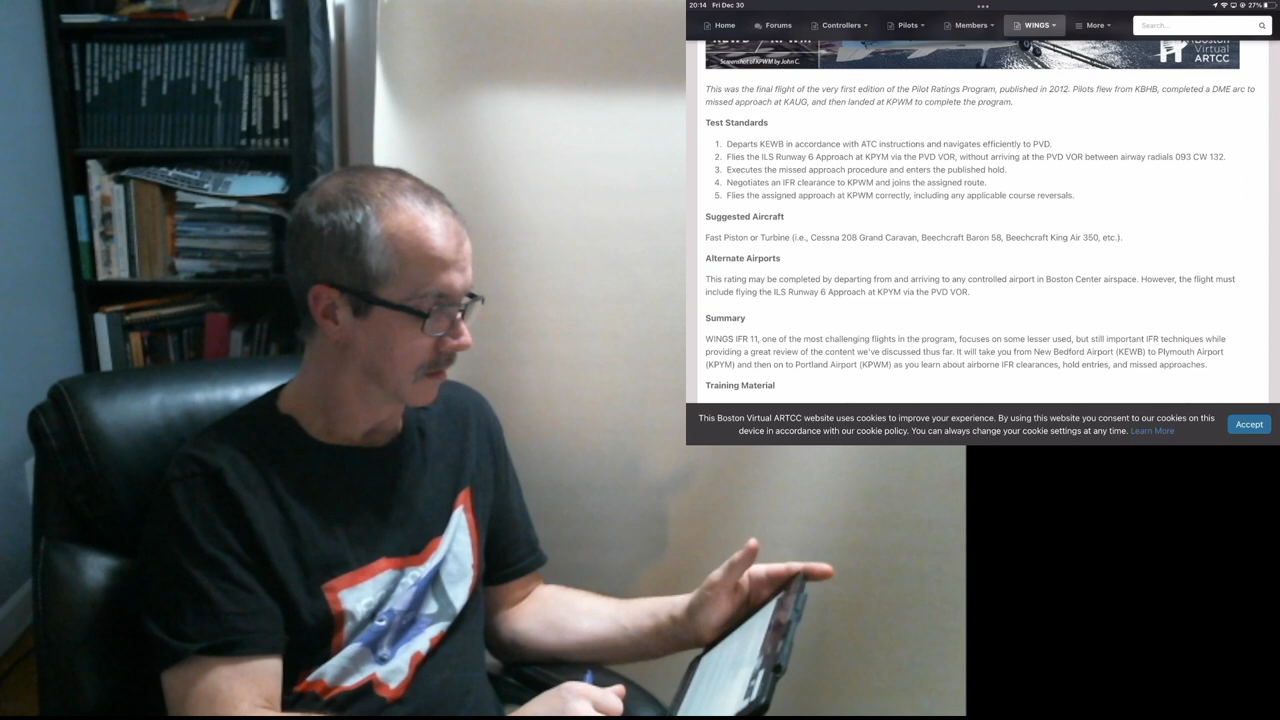 20:14 Fri Dec 30
27%
Home Forums Controllers Pilots Members WINGS More Search...
Screenshot of KPWM by John C.
Boston
Virtual
ARTCC
This was the final flight of the very first edition of the Pilot Ratings Program, published in 2012. Pilots flew from KBHB, completed a DME arc to
missed approach at KAUG, and then landed at KPWM to complete the program.
Test Standards
1. Departs KEWB in accordance with ATC instructions and navigates efficiently to PVD.
2. Flies the ILS Runway 6 Approach at KPYM via the PVD VOR, without arriving at the PVD VOR between airway radials 093 CW 132.
3. Executes the missed approach procedure and enters the published hold.
4. Negotiates an IFR clearance to KPWM and joins the assigned route.
5. Flies the assigned approach at KPWM correctly, including any applicable course reversals.
Suggested Aircraft
Fast Piston or Turbine (i.e., Cessna 208 Grand Caravan, Beechcraft Baron 58, Beechcraft King Air 350, etc.).
Alternate Airports
This rating may be completed by departing from and arriving to any controlled airport in Boston Center airspace. However, the flight must
include flying the ILS Runway 6 Approach at KPYM via the PVD VOR.
Summary
WINGS IFR 11, one of the most challenging flights in the program, focuses on some lesser used, but still important IFR techniques while
providing a great review of the content we've discussed thus far. It will take you from New Bedford Airport (KEWB) to Plymouth Airport
(KPYM) and then on to Portland Airport (KPWM) as you learn about airborne IFR clearances, hold entries, and missed approaches.
Training Material
This Boston Virtual ARTCC website uses cookies to improve your experience. By using this website you consent to our cookies on this
device in accordance with our cookie policy. You can always change your cookie settings at any time. Learn More
Accept